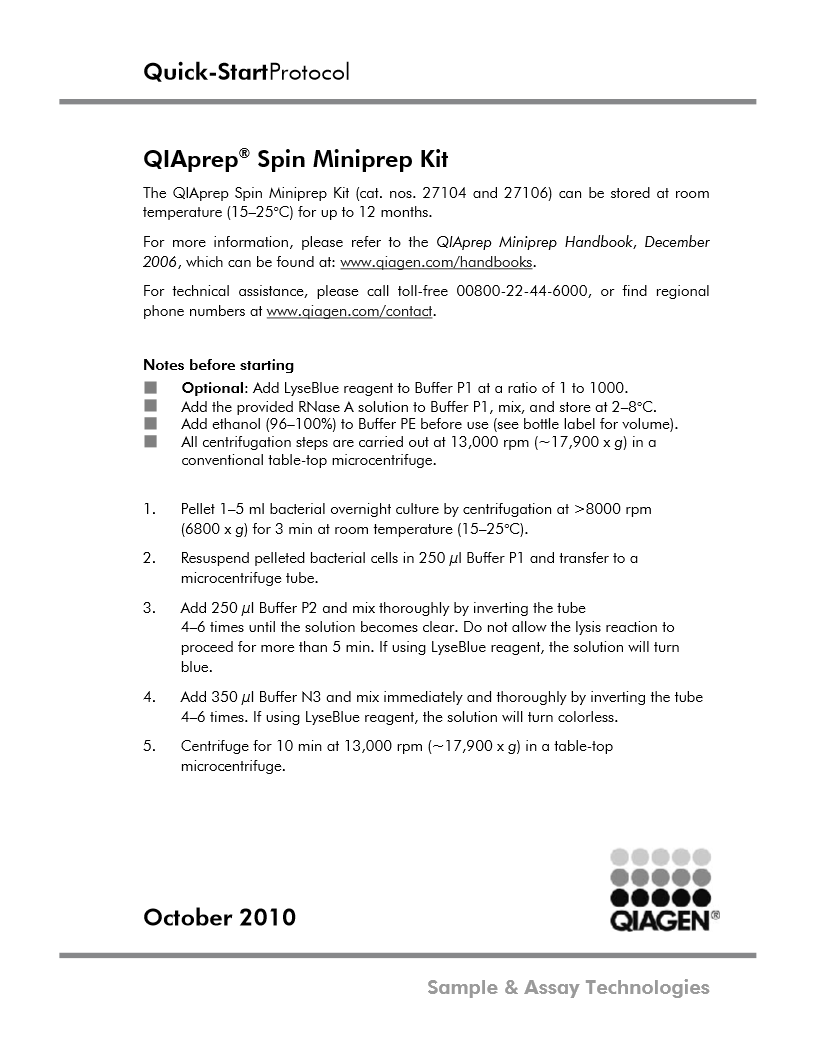 Quick-StartProtocol
QIAprep® Spin Miniprep Kit
The QIAprep Spin Miniprep Kit (cat. nos. 27104 and 27106) can be stored at room
temperature (15–25°C) for up to 12 months.
For more information, please refer to the QIAprep Miniprep Handbook, December
2006, which can be found at: www.qiagen.com/handbooks.
For technical assistance, please call toll-free 00800-22-44-6000, or find regional
phone numbers at www.qiagen.com/contact.
Notes before starting
■ Optional: Add LyseBlue reagent to Buffer P1 at a ratio of 1 to 1000.
■ Add the provided RNase A solution to Buffer P1, mix, and store at 2–8°C.
■ Add ethanol (96–100%) to Buffer PE before use (see bottle label for volume).
■ All centrifugation steps are carried out at 13,000 rpm (~17,900 x g) in a
conventional table-top microcentrifuge.
1. Pellet 1–5 ml bacterial overnight culture by centrifugation at >8000 rpm
(6800 x g) for 3 min at room temperature (15–25°C).
2. Resuspend pelleted bacterial cells in 250 µl Buffer P1 and transfer to a
microcentrifuge tube.
3. Add 250 µl Buffer P2 and mix thoroughly by inverting the tube
4–6 times until the solution becomes clear. Do not allow the lysis reaction to
proceed for more than 5 min. If using LyseBlue reagent, the solution will turn
blue.
4. Add 350 µl Buffer N3 and mix immediately and thoroughly by inverting the tube
4–6 times. If using LyseBlue reagent, the solution will turn colorless.
5. Centrifuge for 10 min at 13,000 rpm (~17,900 x g) in a table-top
microcentrifuge.
October 2010
QIAGEN®
Sample & Assay Technologies